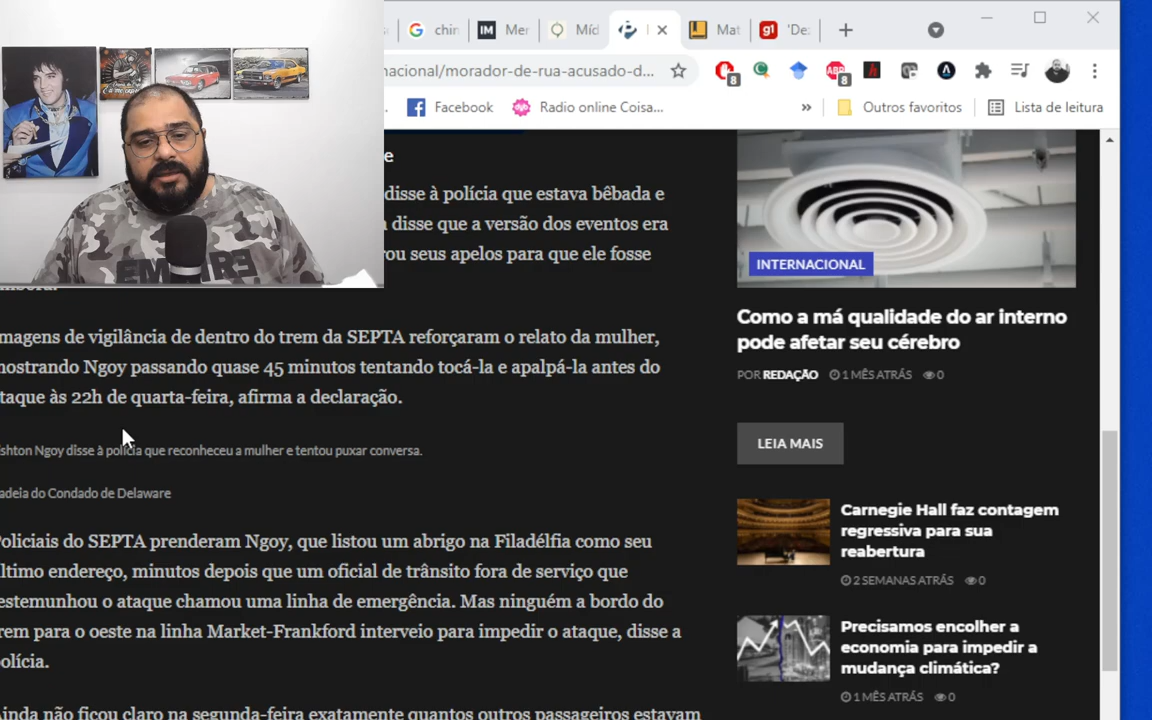 chin
Mer
Míd
Mat
g1
'De:
nacional/morador-de-rua-acusado-d...
8
8
Facebook
Radio online Coisa...
»
Outros favoritos
Lista de leitura
e
disse à polícia que estava bêbada e
disse que a versão dos eventos era
rou seus apelos para que ele fosse
magens de vigilância de dentro do trem da SEPTA reforçaram o relato da mulher,
mostrando Ngoy passando quase 45 minutos tentando tocá-la e apalpá-la antes do
taque às 22h de quarta-feira, afirma a declaração.
shton Ngoy disse à polícia que reconheceu a mulher e tentou puxar conversa.
adeia do Condado de Delaware
Policiais do SEPTA prenderam Ngoy, que listou um abrigo na Filadélfia como seu
último endereço, minutos depois que um oficial de trânsito fora de serviço que
estemunhou o ataque chamou uma linha de emergência. Mas ninguém a bordo do
rem para o oeste na linha Market-Frankford interveio para impedir o ataque, disse a
polícia.
Ainda não ficou claro na segunda-feira exatamente quantos outros passageiros estavam
INTERNACIONAL
Como a má qualidade do ar interno
pode afetar seu cérebro
POR REDAÇÃO 1 MÊS ATRÁS 0
LEIA MAIS
Carnegie Hall faz contagem
regressiva para sua
reabertura
2 SEMANAS ATRÁS 0
Precisamos encolher a
economia para impedir a
mudança climática?
1 MÊS ATRÁS 0